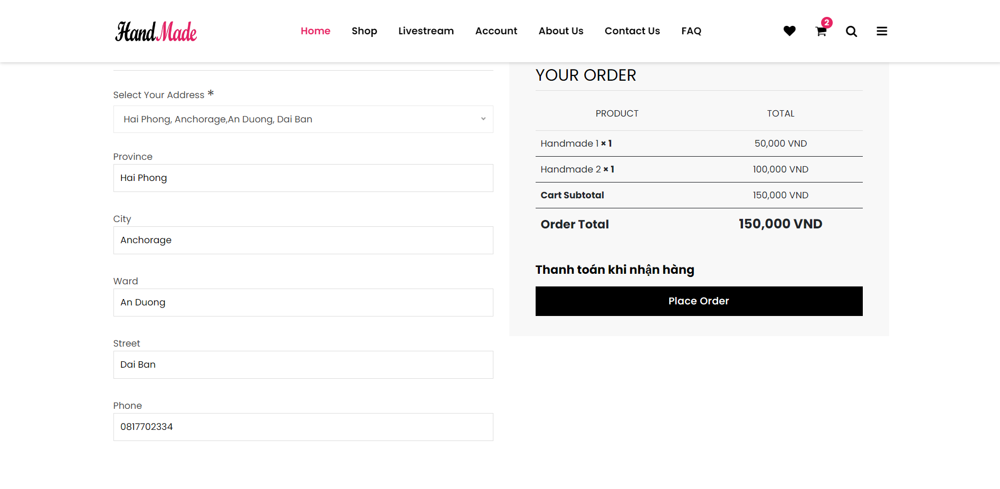 HandMade
Home Shop Livestream Account About Us Contact Us FAQ
2
Select Your Address *
Hai Phong, Anchorage,An Duong, Dai Ban
Province
Hai Phong
City
Anchorage
Ward
An Duong
Street
Dai Ban
Phone
0817702334
YOUR ORDER
PRODUCT TOTAL
Handmade 1 × 1 50,000 VND
Handmade 2 × 1 100,000 VND
Cart Subtotal 150,000 VND
Order Total 150,000 VND
Thanh toán khi nhận hàng
Place Order